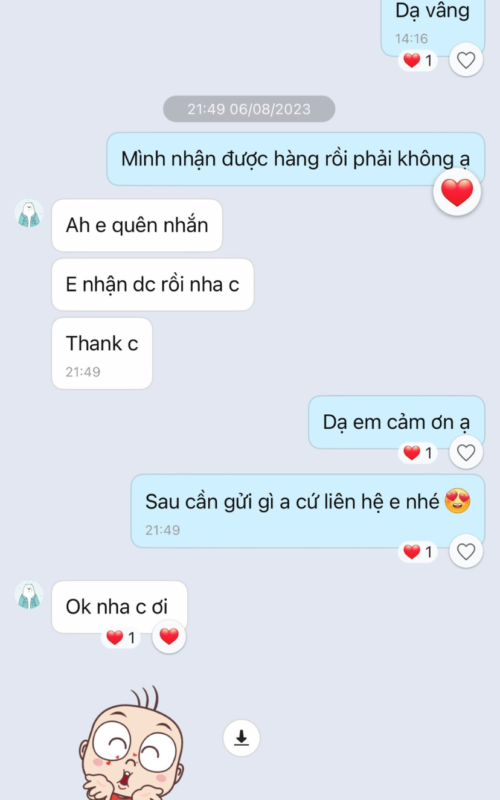 Dạ vâng
14:16
1
21:49 06/08/2023
Mình nhận được hàng rồi phải không ạ
Ah e quên nhắn
E nhận dc rồi nha c
Thank c
21:49
Dạ em cảm ơn ạ
1
Sau cần gửi gì a cứ liên hệ e nhé 😍
21:49
1
Ok nha c ơi
1